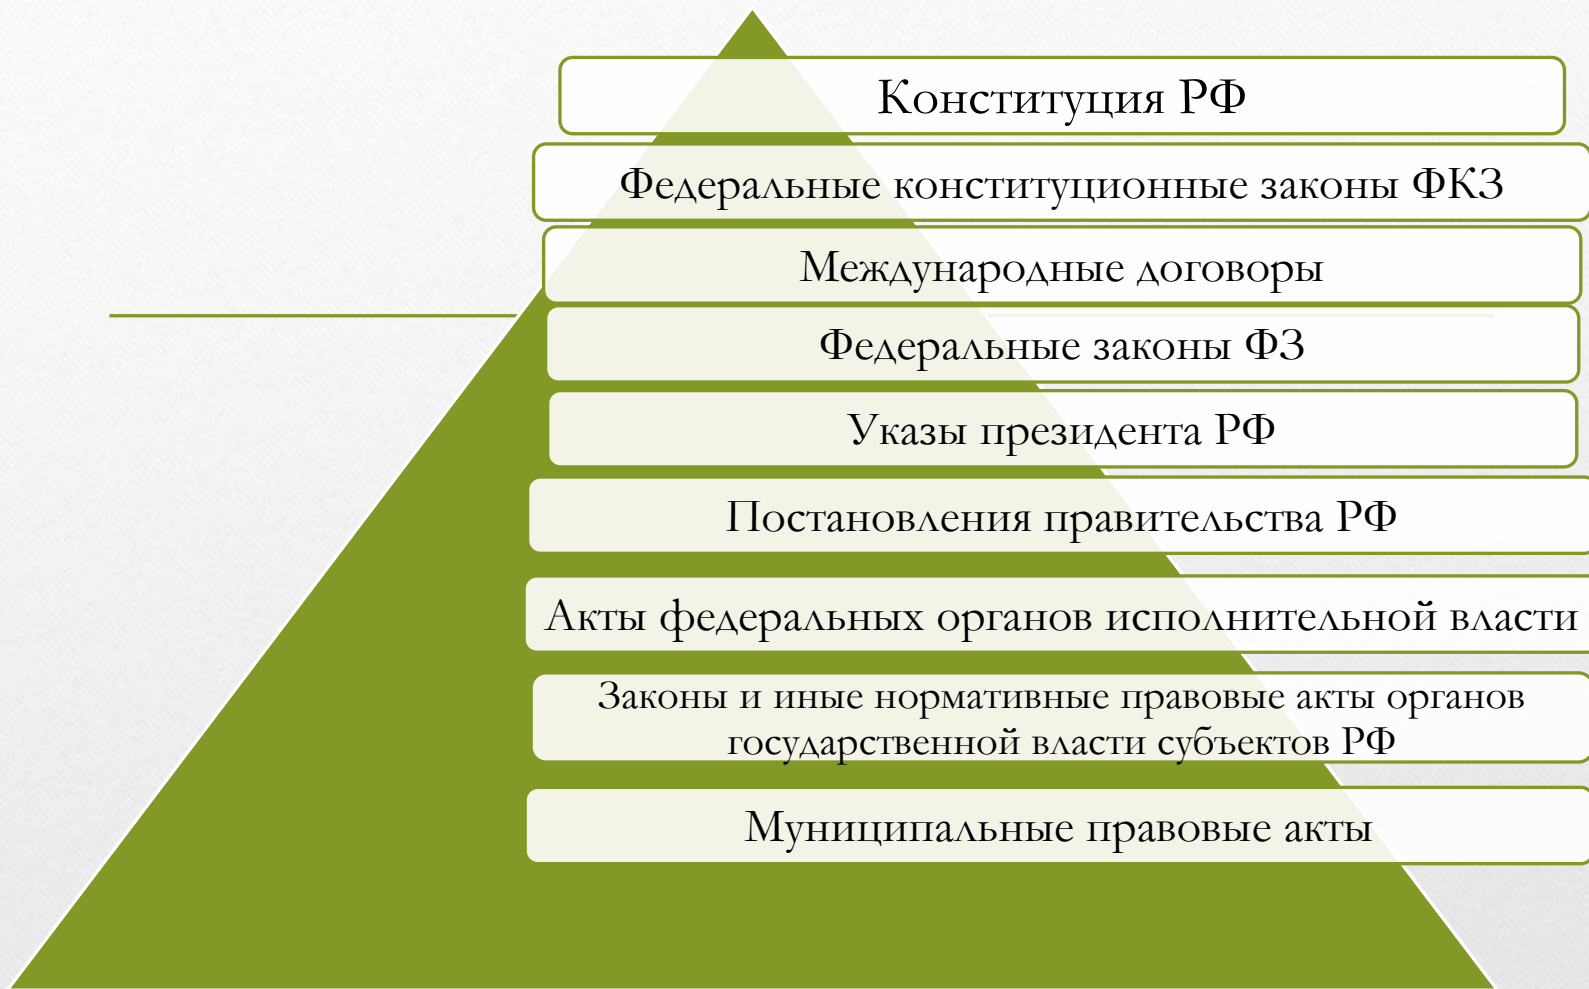 Конституция РФ
Федеральные конституционные законы ФКЗ
Международные договоры
Федеральные законы ФЗ
Указы президента РФ
Постановления правительства РФ
Акты федеральных органов исполнительной власти
Законы и иные нормативные правовые акты органов
государственной власти субъектов РФ
Муниципальные правовые акты